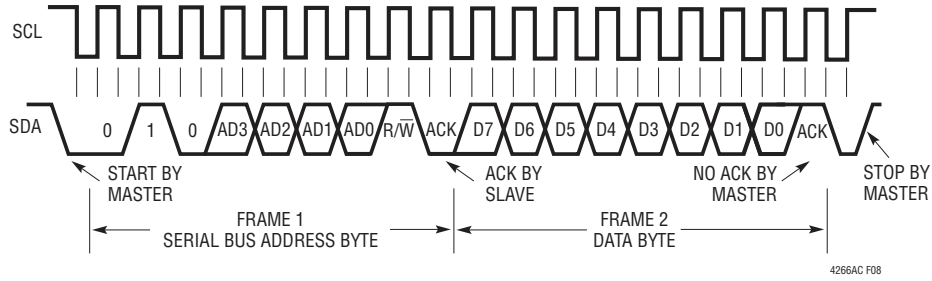 SCL
SDA
0 1 0 AD3 AD2 AD1 AD0 R/W̅ ACK D7 D6 D5 D4 D3 D2 D1 D0 ACK
START BY
MASTER
ACK BY
SLAVE
NO ACK BY
MASTER
STOP BY
MASTER
FRAME 1
SERIAL BUS ADDRESS BYTE
FRAME 2
DATA BYTE
4266AC F08